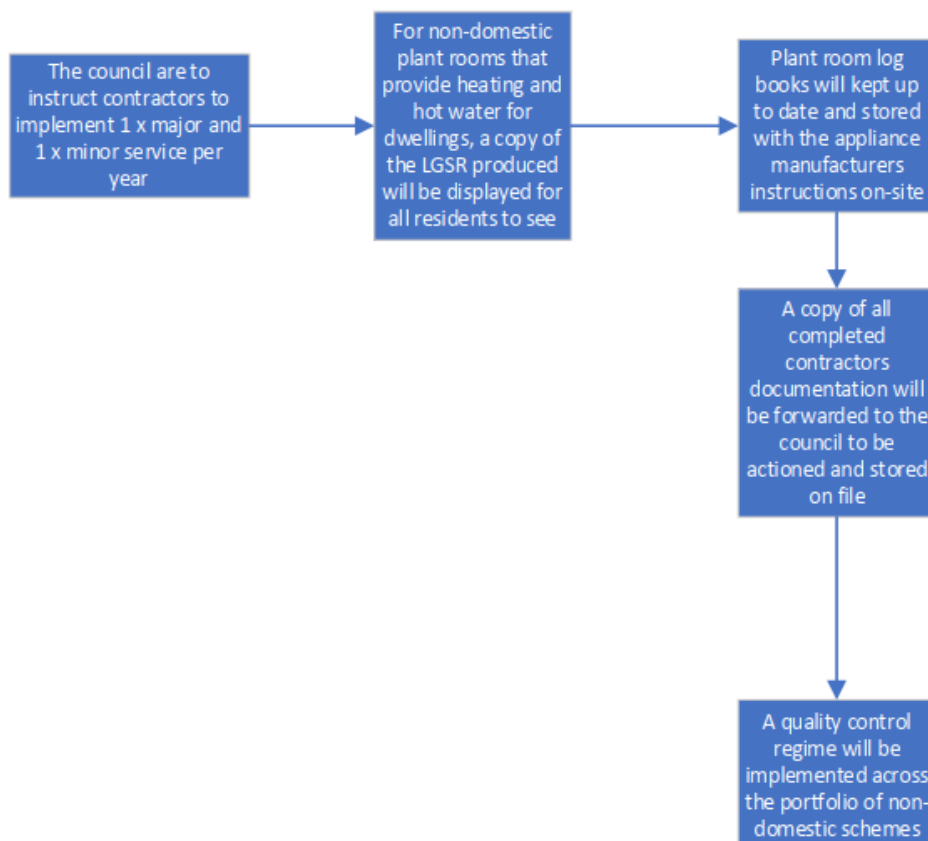 The council are to
instruct contractors to
implement 1 x major and
1 x minor service per
year
For non-domestic
plant rooms that
provide heating and
hot water for
dwellings, a copy of
the LGSR produced
will be displayed for
all residents to see
Plant room log
books will kept up
to date and stored
with the appliance
manufacturers
instructions on-site
A copy of all
completed
contractors
documentation will
be forwarded to the
council to be
actioned and stored
on file
A quality control
regime will be
implemented across
the portfolio of non-
domestic schemes